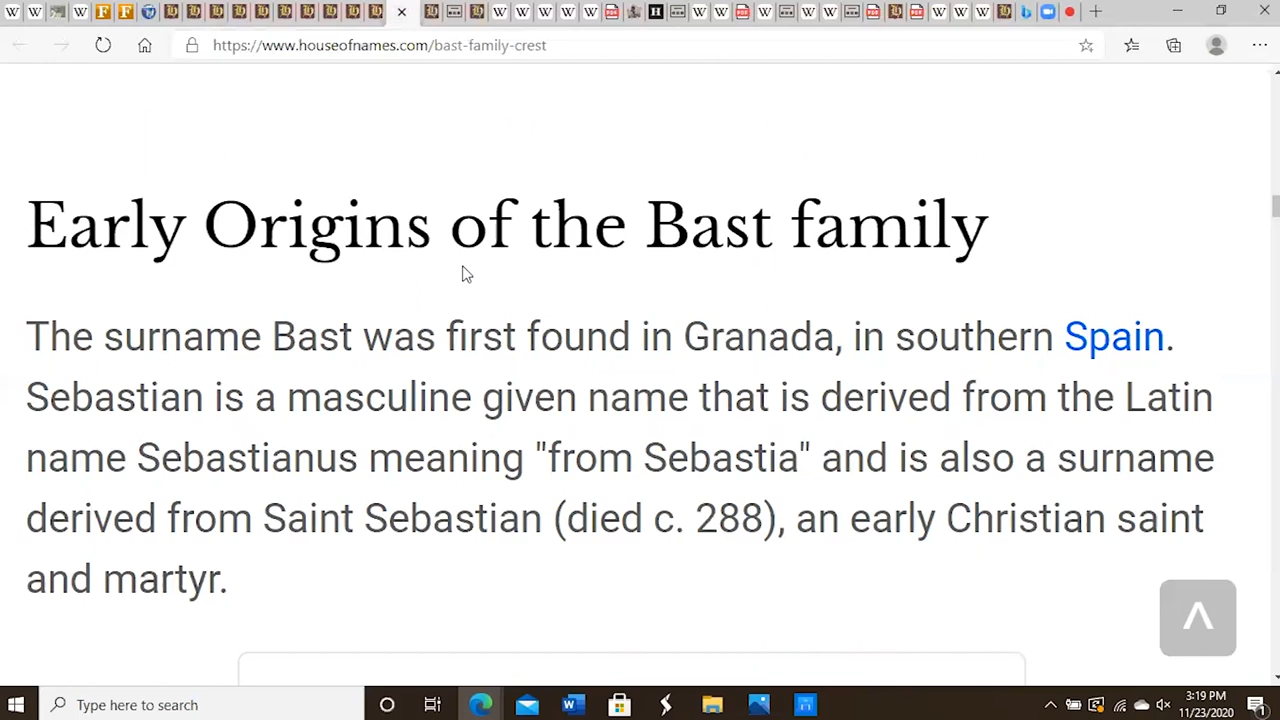 https://www.houseofnames.com/bast-family-crest
Early Origins of the Bast family
The surname Bast was first found in Granada, in southern Spain.
Sebastian is a masculine given name that is derived from the Latin
name Sebastianus meaning "from Sebastia" and is also a surname
derived from Saint Sebastian (died c. 288), an early Christian saint
and martyr.
Type here to search
3:19 PM
11/23/2020